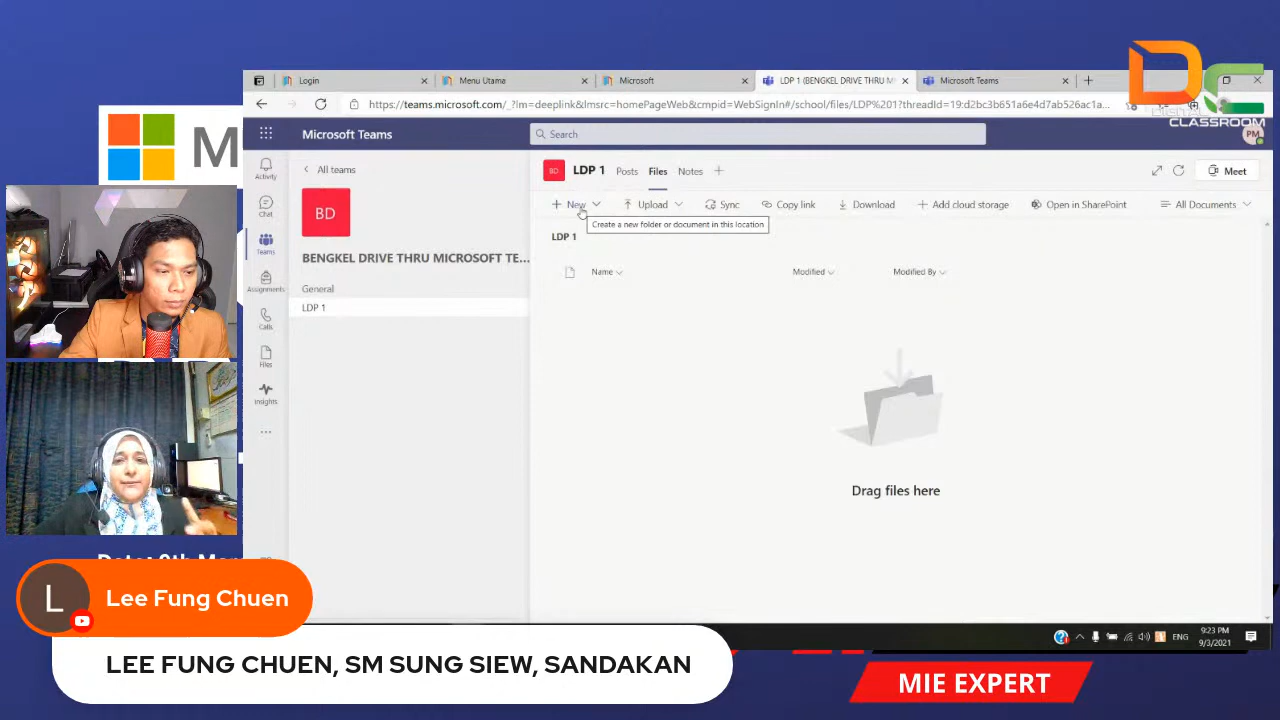 Login
Menu Utama
Microsoft
LDP 1 (BENGKEL DRIVE THRU M
Microsoft Teams
https://teams.microsoft.com/_?lm=deeplink&lmsrc=homePageWeb&cmpid=WebSignIn#/school/files/LDP%201?threadId=19:d2bc3b651a6e4d7ab526ac1a...
DC
DIGITAL
CLASSROOM
M
Microsoft Teams
Search
PM
Activity
Chat
Teams
Assignments
Calls
Files
Insights
All teams
BD
BENGKEL DRIVE THRU MICROSOFT TE...
General
LDP 1
BD
LDP 1
Posts
Files
Notes
Meet
New
Upload
Sync
Copy link
Download
Add cloud storage
Open in SharePoint
All Documents
Create a new folder or document in this location
LDP 1
Name
Modified
Modified By
Drag files here
ENG
9:23 PM
9/3/2021
L
Lee Fung Chuen
LEE FUNG CHUEN, SM SUNG SIEW, SANDAKAN
MIE EXPERT